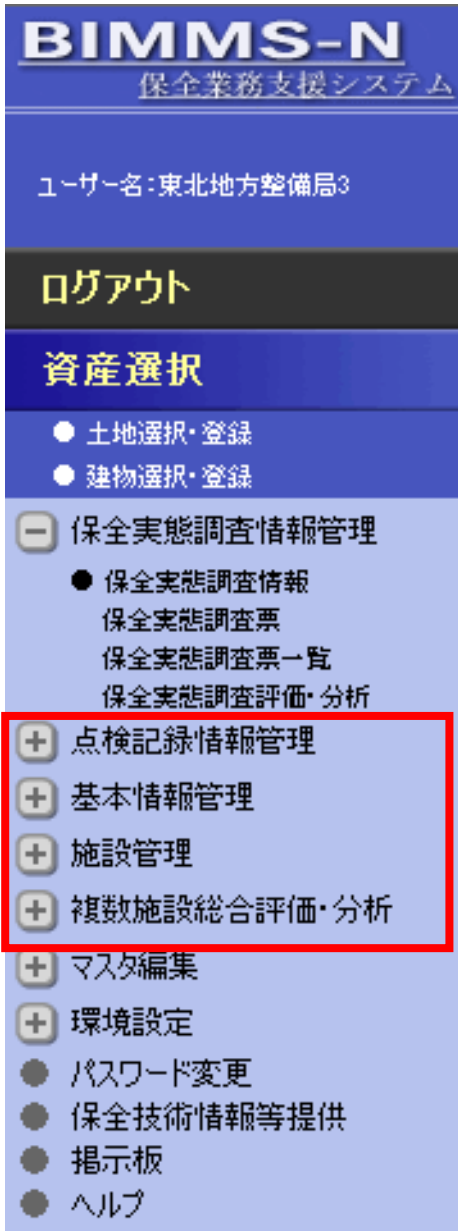 BIMMS-N
保全業務支援システム
ユーザー名:東北地方整備局3
ログアウト
資産選択
土地選択・登録
建物選択・登録
保全実態調査情報管理
保全実態調査情報
保全実態調査票
保全実態調査票一覧
保全実態調査評価・分析
点検記録情報管理
基本情報管理
施設管理
複数施設総合評価・分析
マスタ編集
環境設定
パスワード変更
保全技術情報等提供
掲示板
ヘルプ